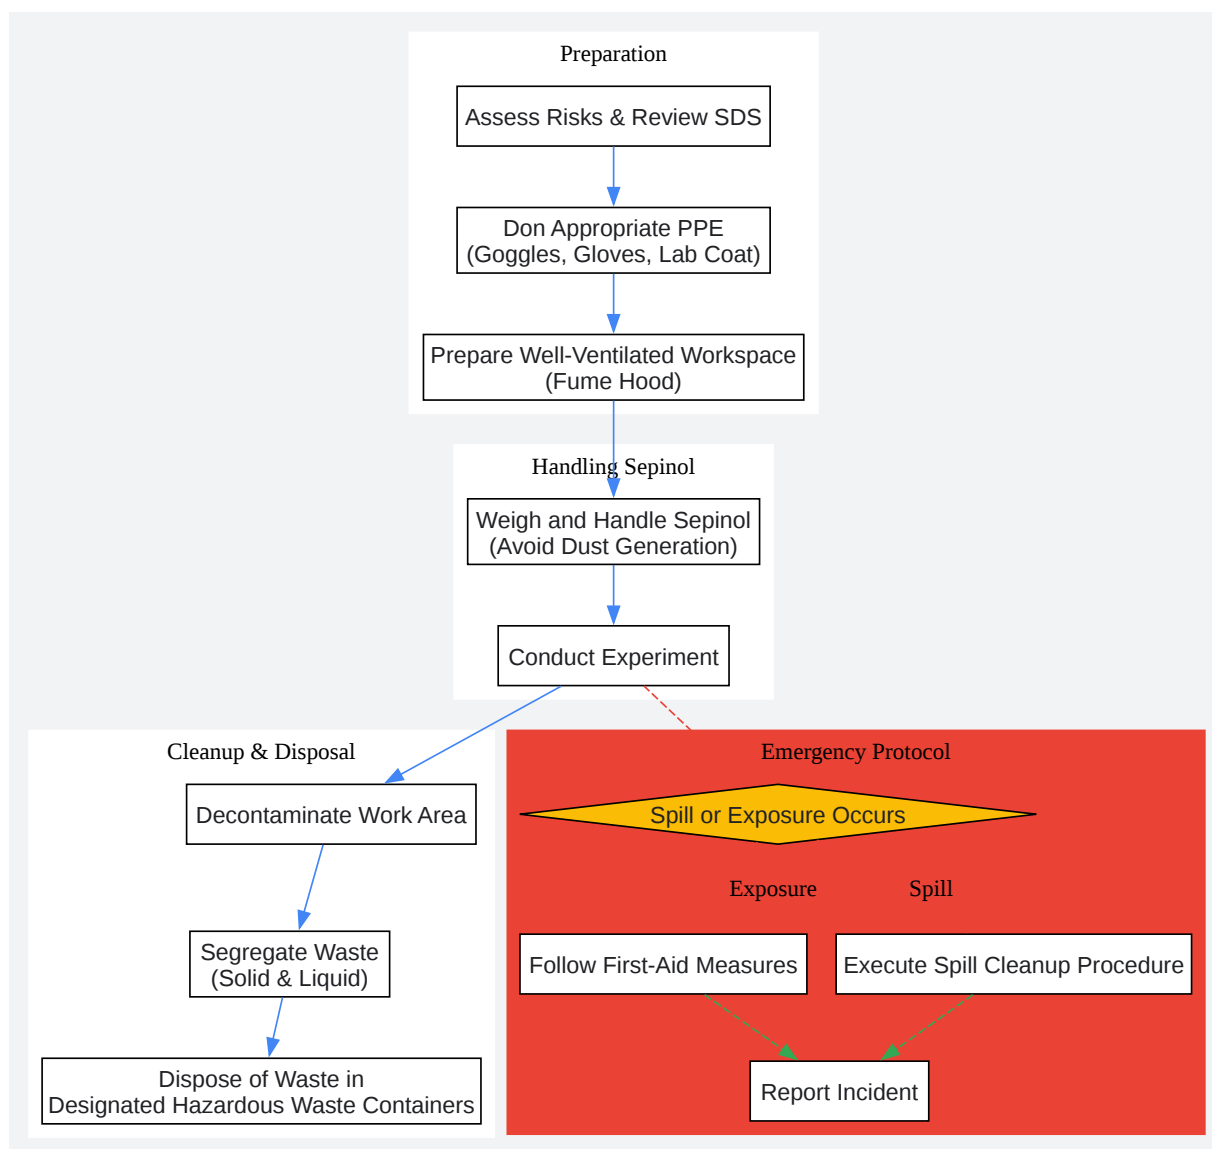 Preparation
Assess Risks & Review SDS
Don Appropriate PPE
(Goggles, Gloves, Lab Coat)
Prepare Well-Ventilated Workspace
(Fume Hood)
Handling Sepinol
Weigh and Handle Sepinol
(Avoid Dust Generation)
Conduct Experiment
Cleanup & Disposal
Decontaminate Work Area
Segregate Waste
(Solid & Liquid)
Dispose of Waste in
Designated Hazardous Waste Containers
Emergency Protocol
Spill or Exposure Occurs
Exposure
Spill
Follow First-Aid Measures
Execute Spill Cleanup Procedure
Report Incident